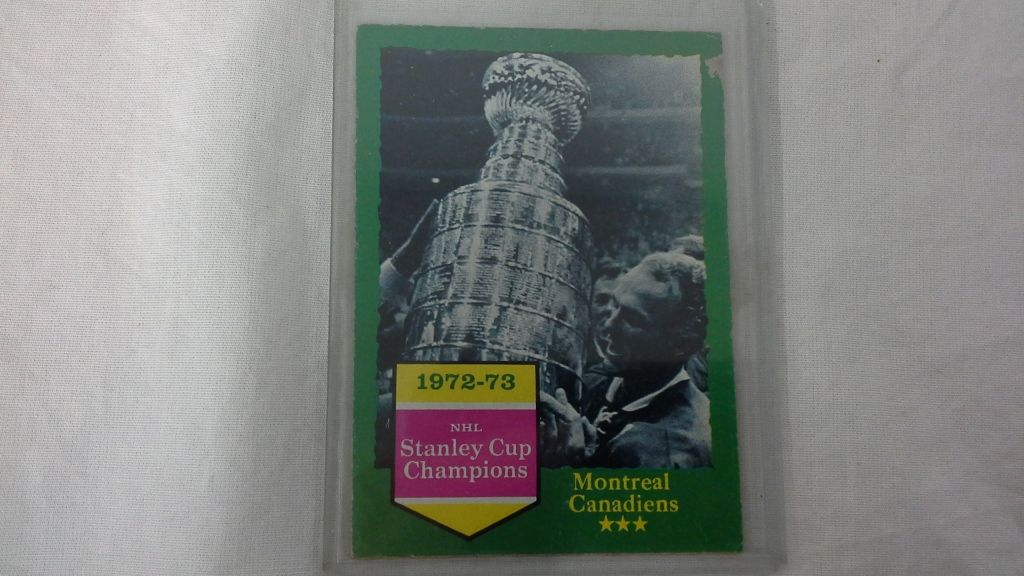 1972-73
NHL
Stanley Cup
Champions
Montreal
Canadiens